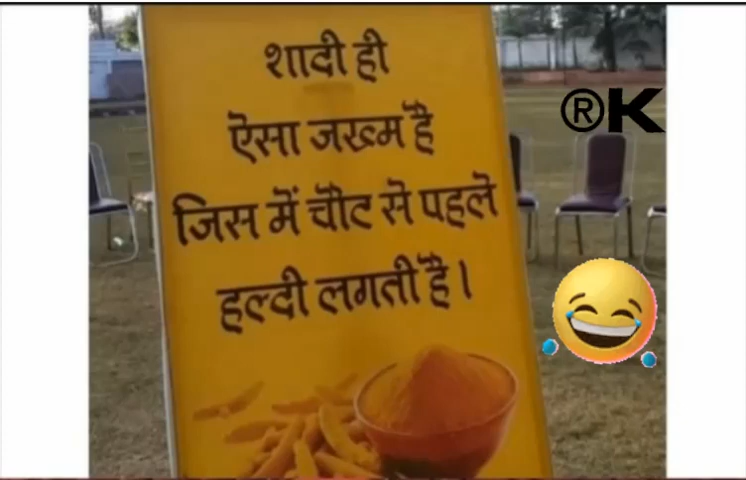 शादी ही
ऐसा जख्म है
जिस में चौट से पहले
हल्दी लगती है।
®K